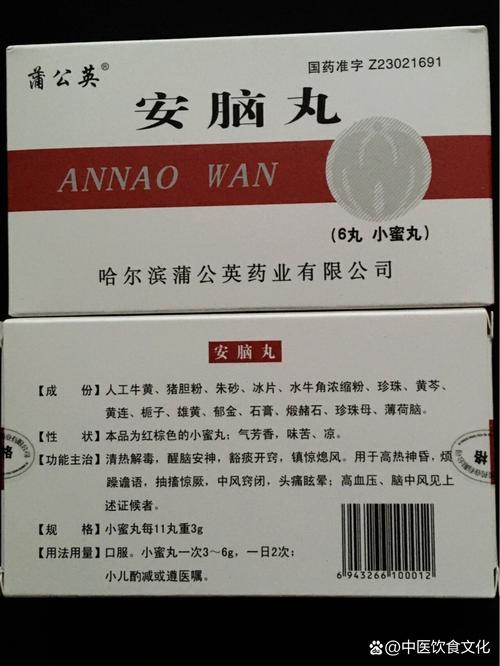 蒲公英®
国药准字 Z23021691
安脑丸
ANNAO WAN
(6丸 小蜜丸)
哈尔滨蒲公英药业有限公司
安脑丸
【成 份】人工牛黄、猪胆粉、朱砂、冰片、水牛角浓缩粉、珍珠、黄芩、
黄连、栀子、雄黄、郁金、石膏、煅赭石、珍珠母、薄荷脑。
【性 状】本品为红棕色的小蜜丸；气芳香，味苦、凉。
【功能主治】清热解毒，醒脑安神，豁痰开窍，镇惊熄风。用于高热神昏，烦
躁谵语，抽搐惊厥，中风窍闭，头痛眩晕；高血压、脑中风见上
述证候者。
【规 格】小蜜丸每11丸重3g
【用法用量】口服。小蜜丸一次3～6g，一日2次；
小儿酌减或遵医嘱。
6 943266 100012
格
格
@中医饮食文化